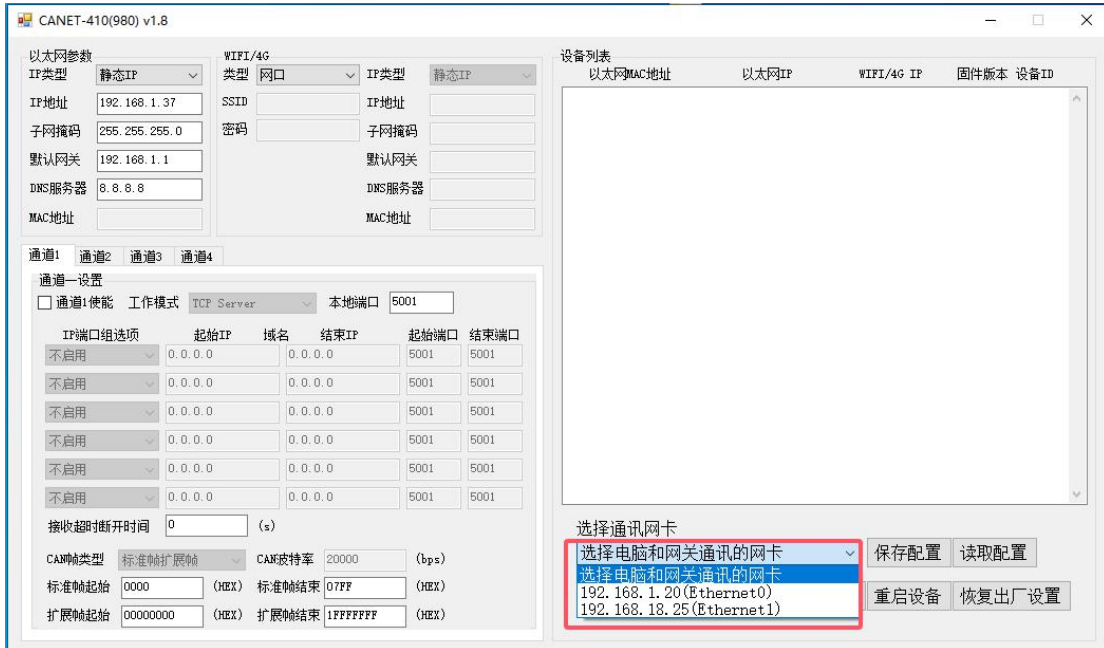 CANET-410(980) v1.8
以太网参数
IP类型 静态IP
IP地址 192.168.1.37
子网掩码 255.255.255.0
默认网关 192.168.1.1
DNS服务器 8.8.8.8
MAC地址
WIFI/4G
类型 网口 IP类型 静态IP
SSID IP地址
密码 子网掩码
默认网关
DNS服务器
MAC地址
通道1 通道2 通道3 通道4
通道一设置
通道1使能 工作模式 TCP Server 本地端口 5001
IP端口组选项 起始IP 域名 结束IP 起始端口 结束端口
不启用 0.0.0.0 0.0.0.0 5001 5001
不启用 0.0.0.0 0.0.0.0 5001 5001
不启用 0.0.0.0 0.0.0.0 5001 5001
不启用 0.0.0.0 0.0.0.0 5001 5001
不启用 0.0.0.0 0.0.0.0 5001 5001
不启用 0.0.0.0 0.0.0.0 5001 5001
接收超时断开时间 0 (s)
CAN帧类型 标准帧扩展帧 CAN波特率 20000 (bps)
标准帧起始 0000 (HEX) 标准帧结束 07FF (HEX)
扩展帧起始 00000000 (HEX) 扩展帧结束 1FFFFFFF (HEX)
设备列表
以太网MAC地址 以太网IP WIFI/4G IP 固件版本 设备ID
选择通讯网卡
选择电脑和网关通讯的网卡 保存配置 读取配置
选择电脑和网关通讯的网卡
192.168.1.20(Ethernet0)
192.168.18.25(Ethernet1)
重启设备 恢复出厂设置